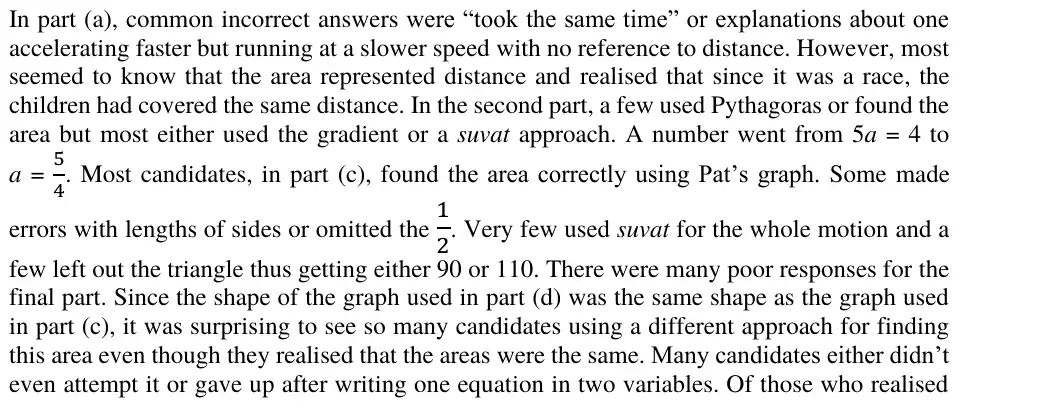 In part (a), common incorrect answers were “took the same time” or explanations about one
accelerating faster but running at a slower speed with no reference to distance. However, most
seemed to know that the area represented distance and realised that since it was a race, the
children had covered the same distance. In the second part, a few used Pythagoras or found the
area but most either used the gradient or a suvat approach. A number went from 5a = 4 to
a = 5/4. Most candidates, in part (c), found the area correctly using Pat’s graph. Some made
errors with lengths of sides or omitted the 1/2. Very few used suvat for the whole motion and a
few left out the triangle thus getting either 90 or 110. There were many poor responses for the
final part. Since the shape of the graph used in part (d) was the same shape as the graph used
in part (c), it was surprising to see so many candidates using a different approach for finding
this area even though they realised that the areas were the same. Many candidates either didn’t
even attempt it or gave up after writing one equation in two variables. Of those who realised